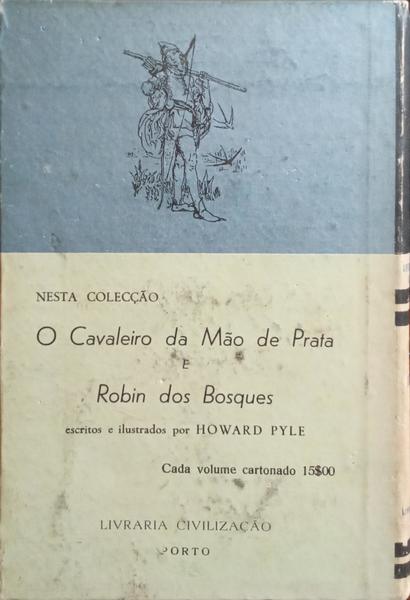 NESTA COLECÇÃO
O Cavaleiro da Mão de Prata
E
Robin dos Bosques
escritos e ilustrados por HOWARD PYLE
Cada volume cartonado 15$00
LIVRARIA CIVILIZAÇÃO
PORTO